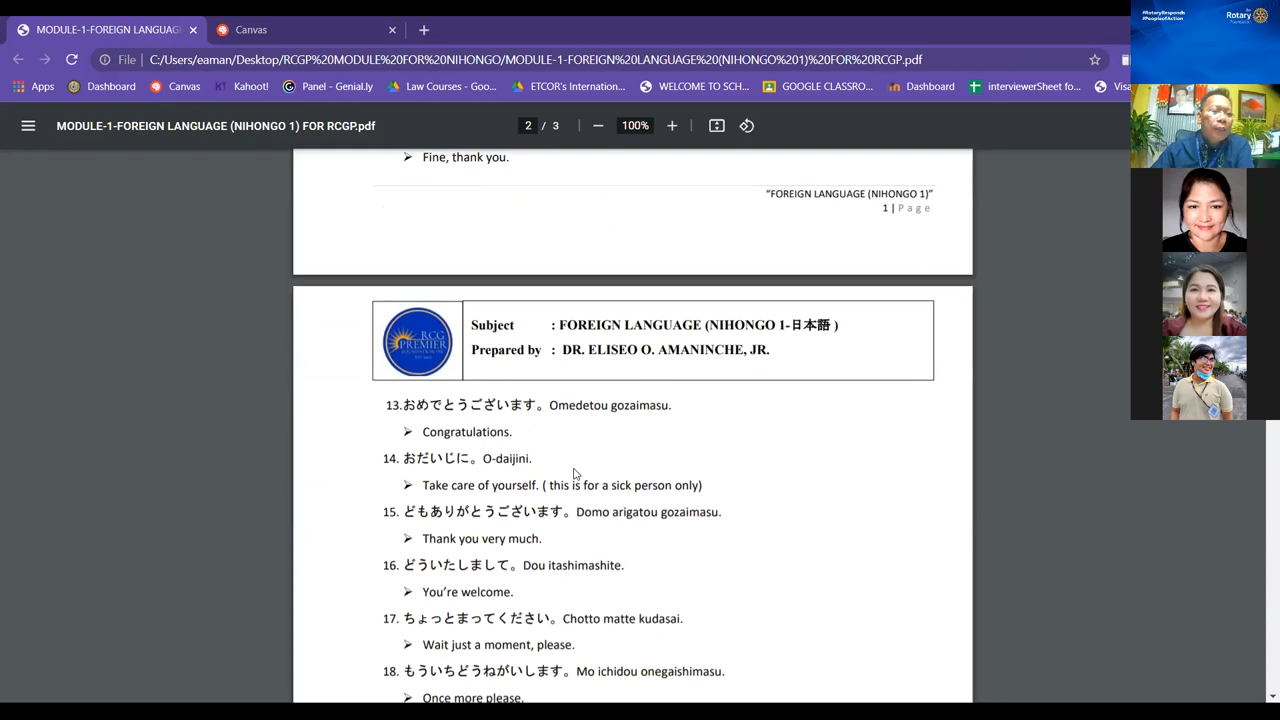 MODULE-1-FOREIGN LANGUAG
Canvas
File
C:/Users/eaman/Desktop/RCGP%20MODULE%20FOR%20NIHONGO/MODULE-1-FOREIGN%20LANGUAGE%20(NIHONGO%201)%20FOR%20RCGP.pdf
Apps
Dashboard
Canvas
Kahoot!
Panel - Genial.ly
Law Courses - Goo...
ETCOR's Internation...
WELCOME TO SCH...
GOOGLE CLASSRO...
Dashboard
interviewerSheet fo...
Visa
MODULE-1-FOREIGN LANGUAGE (NIHONGO 1) FOR RCGP.pdf
2 / 3
100%
#RotaryResponds
#PeopleofAction
Rotary
Fine, thank you.
“FOREIGN LANGUAGE (NIHONGO 1)”
1 | Page
RCG
PREMIER
Subject : FOREIGN LANGUAGE (NIHONGO 1-日本語 )
Prepared by : DR. ELISEO O. AMANINCHE, JR.
13.おめでとうございます。Omedetou gozaimasu.
Congratulations.
14. おだいじに。O-daijini.
Take care of yourself. ( this is for a sick person only)
15. どもありがとうございます。Domo arigatou gozaimasu.
Thank you very much.
16. どういたしまして。Dou itashimashite.
You’re welcome.
17. ちょっとまってください。Chotto matte kudasai.
Wait just a moment, please.
18. もういちどうねがいします。Mo ichidou onegaishimasu.
Once more please.